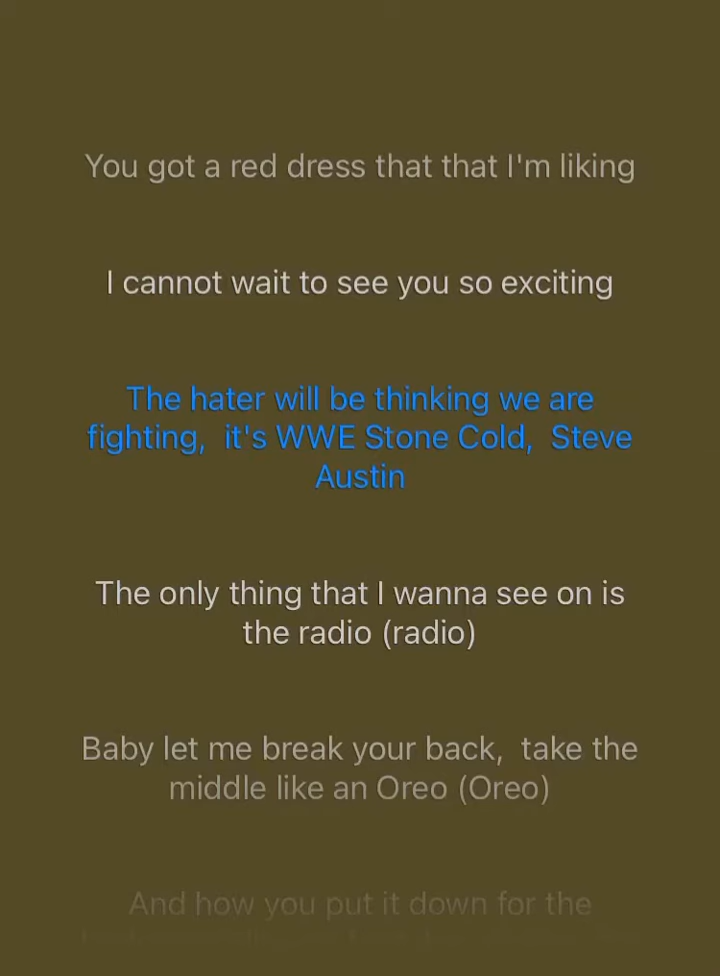 You got a red dress that that I'm liking
I cannot wait to see you so exciting
The hater will be thinking we are
fighting,  it's WWE Stone Cold,  Steve
Austin
The only thing that I wanna see on is
the radio (radio)
Baby let me break your back,  take the
middle like an Oreo (Oreo)
And how you put it down for the